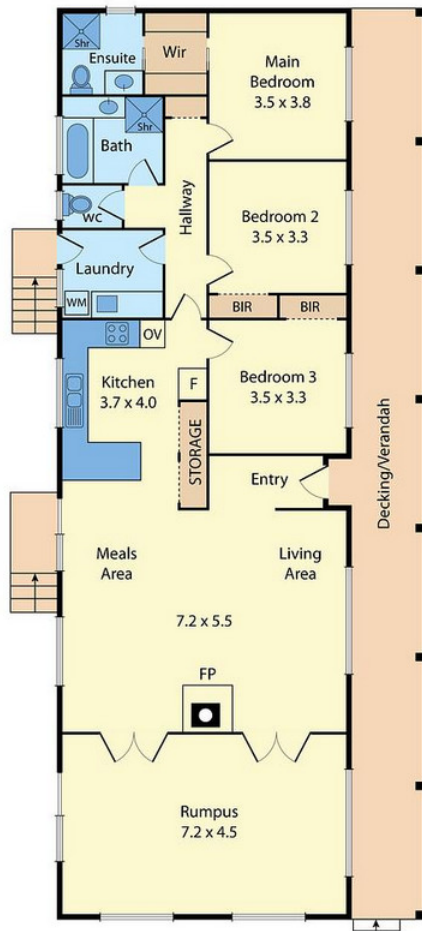 Shr
Ensuite
Wir
Main
Bedroom
3.5 x 3.8
Shr
Bath
Hallway
WC
Bedroom 2
3.5 x 3.3
Laundry
WM
BIR
BIR
OV
Kitchen
3.7 x 4.0
F
Bedroom 3
3.5 x 3.3
STORAGE
Entry
Decking/Verandah
Meals
Area
Living
Area
7.2 x 5.5
FP
Rumpus
7.2 x 4.5